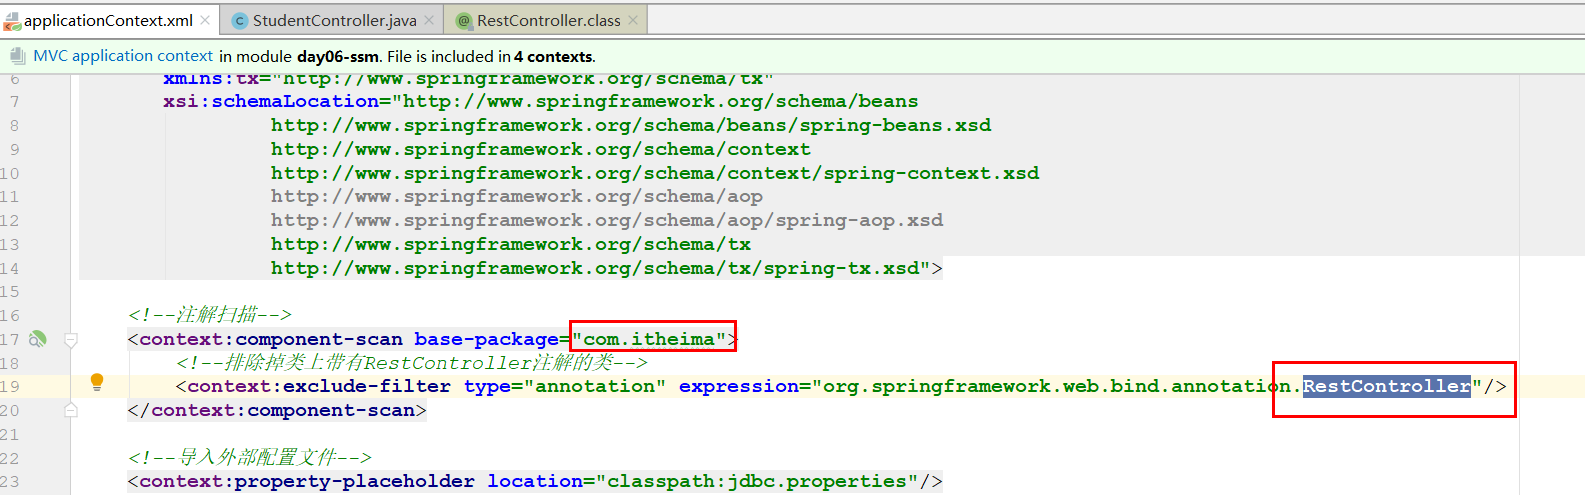 applicationContext.xml StudentController.java RestController.class
MVC application context in module day06-ssm. File is included in 4 contexts.
6 xmlns:tx="http://www.springframework.org/schema/tx"
7 xsi:schemaLocation="http://www.springframework.org/schema/beans
8 http://www.springframework.org/schema/beans/spring-beans.xsd
9 http://www.springframework.org/schema/context
10 http://www.springframework.org/schema/context/spring-context.xsd
11 http://www.springframework.org/schema/aop
12 http://www.springframework.org/schema/aop/spring-aop.xsd
13 http://www.springframework.org/schema/tx
14 http://www.springframework.org/schema/tx/spring-tx.xsd">
15
16 <!--注解扫描-->
17 <context:component-scan base-package="com.itheima">
18 <!--排除掉类上带有RestController注解的类-->
19 <context:exclude-filter type="annotation" expression="org.springframework.web.bind.annotation.RestController"/>
20 </context:component-scan>
21
22 <!--导入外部配置文件-->
23 <context:property-placeholder location="classpath:jdbc.properties"/>